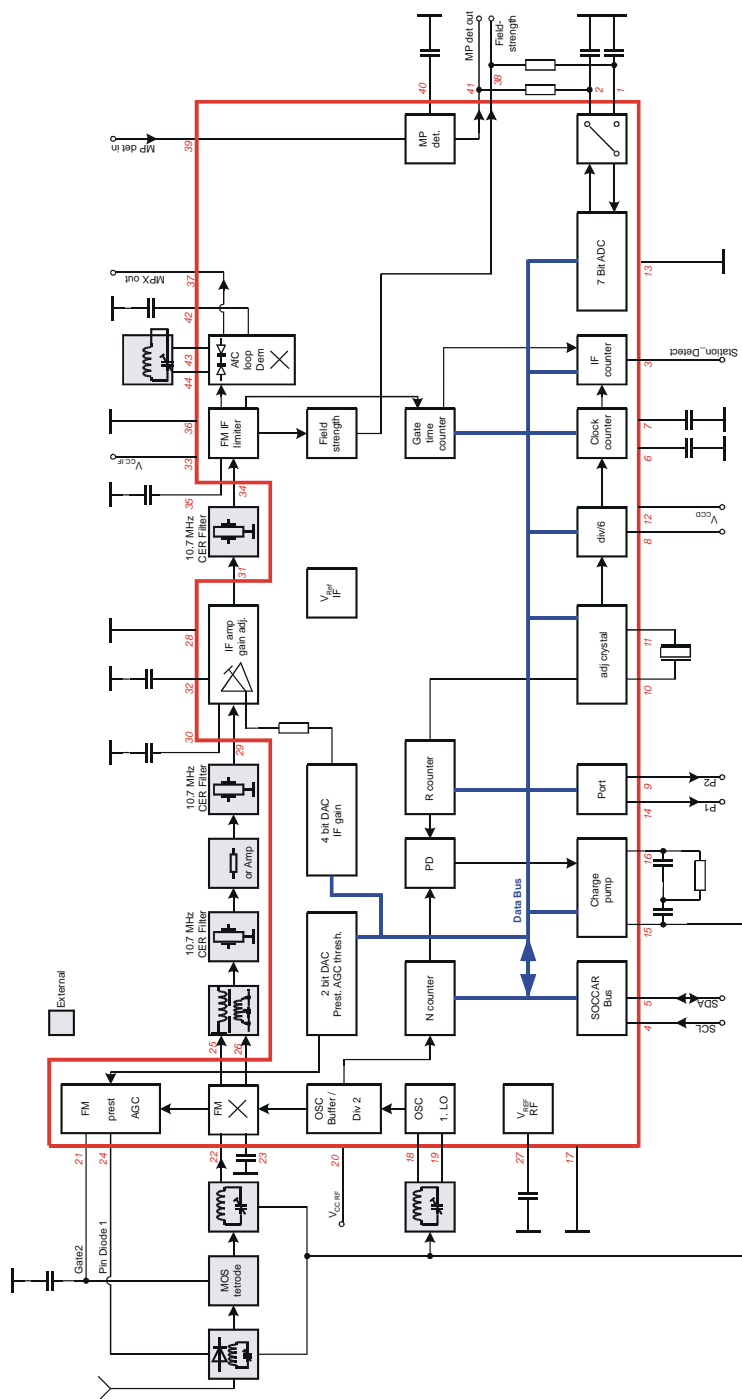 External
Gate2
Pin Diode 1
MOS
tetrode
21
24
FM
prest
AGC
22
23
FM
25
26
10.7 MHz
CER Filter
or Amp
10.7 MHz
CER Filter
29
30
32
28
IF amp
gain adj.
31
10.7 MHz
CER Filter
34
35
33
VCC IF
36
FM IF
limiter
44
43
42
37
MPX out
AFC
loop
Dem
39
MP det in
VCC RF
20
OSC
Buffer /
Div 2
2 bit DAC
Prest. AGC thresh.
4 bit DAC
IF gain
VRef
IF
Field
strength
18
19
OSC
1. LO
N counter
PD
R counter
Gate
time
counter
MP
det.
40
41
38
MP det out
Field-
strength
27
VREF
RF
17
Data Bus
SOCCAR
Bus
4
5
SCL
SDA
Charge
pump
15
16
Port
14
9
P1
P2
adj crystal
10
11
div/6
8
12
VCCD
Clock
counter
6
7
IF
counter
3
Station_Detect
7 Bit ADC
13
2
1